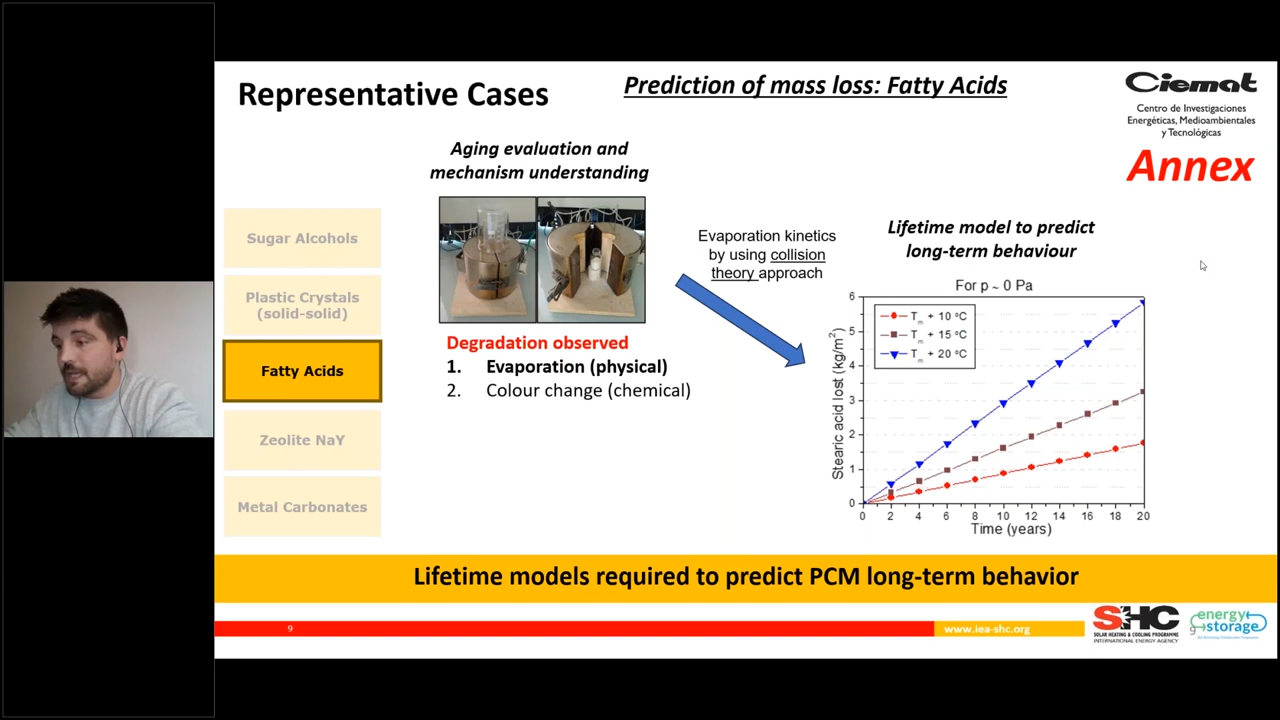 Representative Cases
Prediction of mass loss: Fatty Acids
Ciemat
Centro de Investigaciones
Energéticas, Medioambientales
y Tecnológicas
Annex
Aging evaluation and
mechanism understanding
Sugar Alcohols
Plastic Crystals
(solid-solid)
Fatty Acids
Zeolite NaY
Metal Carbonates
Degradation observed
1. Evaporation (physical)
2. Colour change (chemical)
Evaporation kinetics
by using collision
theory approach
Lifetime model to predict
long-term behaviour
For p ~ 0 Pa
Tm + 10 °C
Tm + 15 °C
Tm + 20 °C
Stearic acid lost (kg/m²)
6
5
4
3
2
1
0
0 2 4 6 8 10 12 14 16 18 20
Time (years)
Lifetime models required to predict PCM long-term behavior
9
www.iea-shc.org
SHC
SOLAR HEATING & COOLING PROGRAMME
INTERNATIONAL ENERGY AGENCY
energy
storage